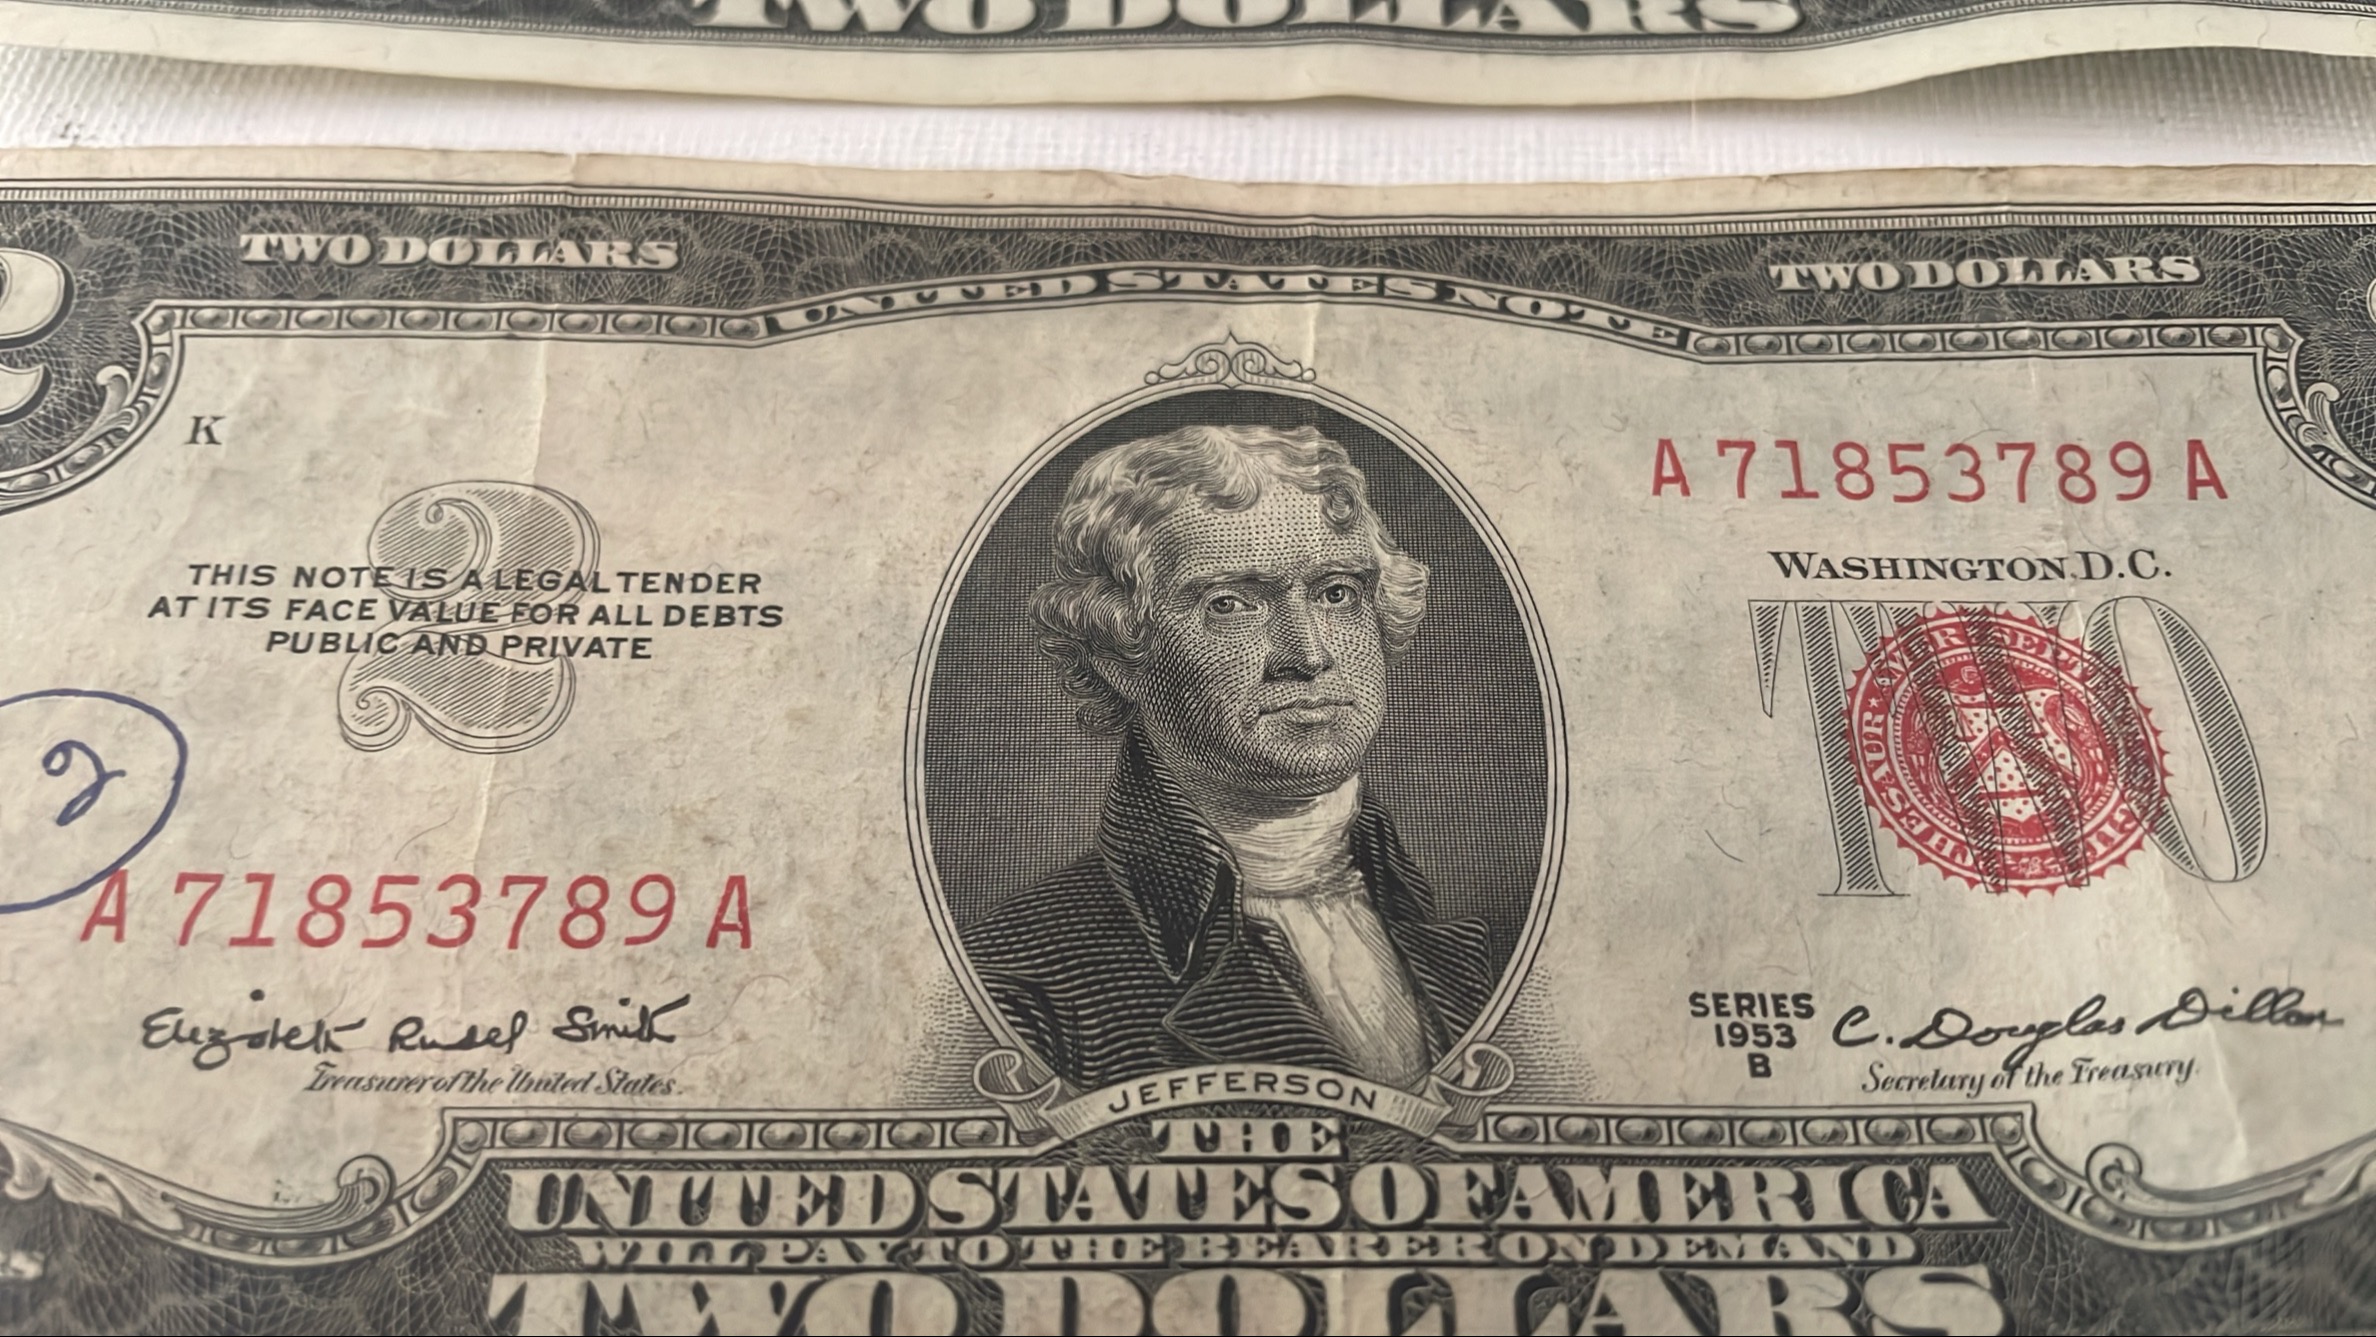 TWO DOLLARS
TWO DOLLARS
TWO DOLLARS
UNITED STATES NOTE
K
A 71853789 A
2
THIS NOTE IS A LEGAL TENDER
AT ITS FACE VALUE FOR ALL DEBTS
PUBLIC AND PRIVATE
WASHINGTON, D.C.
TWO
2
A 71853789 A
Elizabeth Rudel Smith
Treasurer of the United States.
SERIES
1953
B
C. Douglas Dillon
Secretary of the Treasury.
JEFFERSON
THE
UNITED STATES OF AMERICA
WILL PAY TO THE BEARER ON DEMAND
TWO DOLLARS